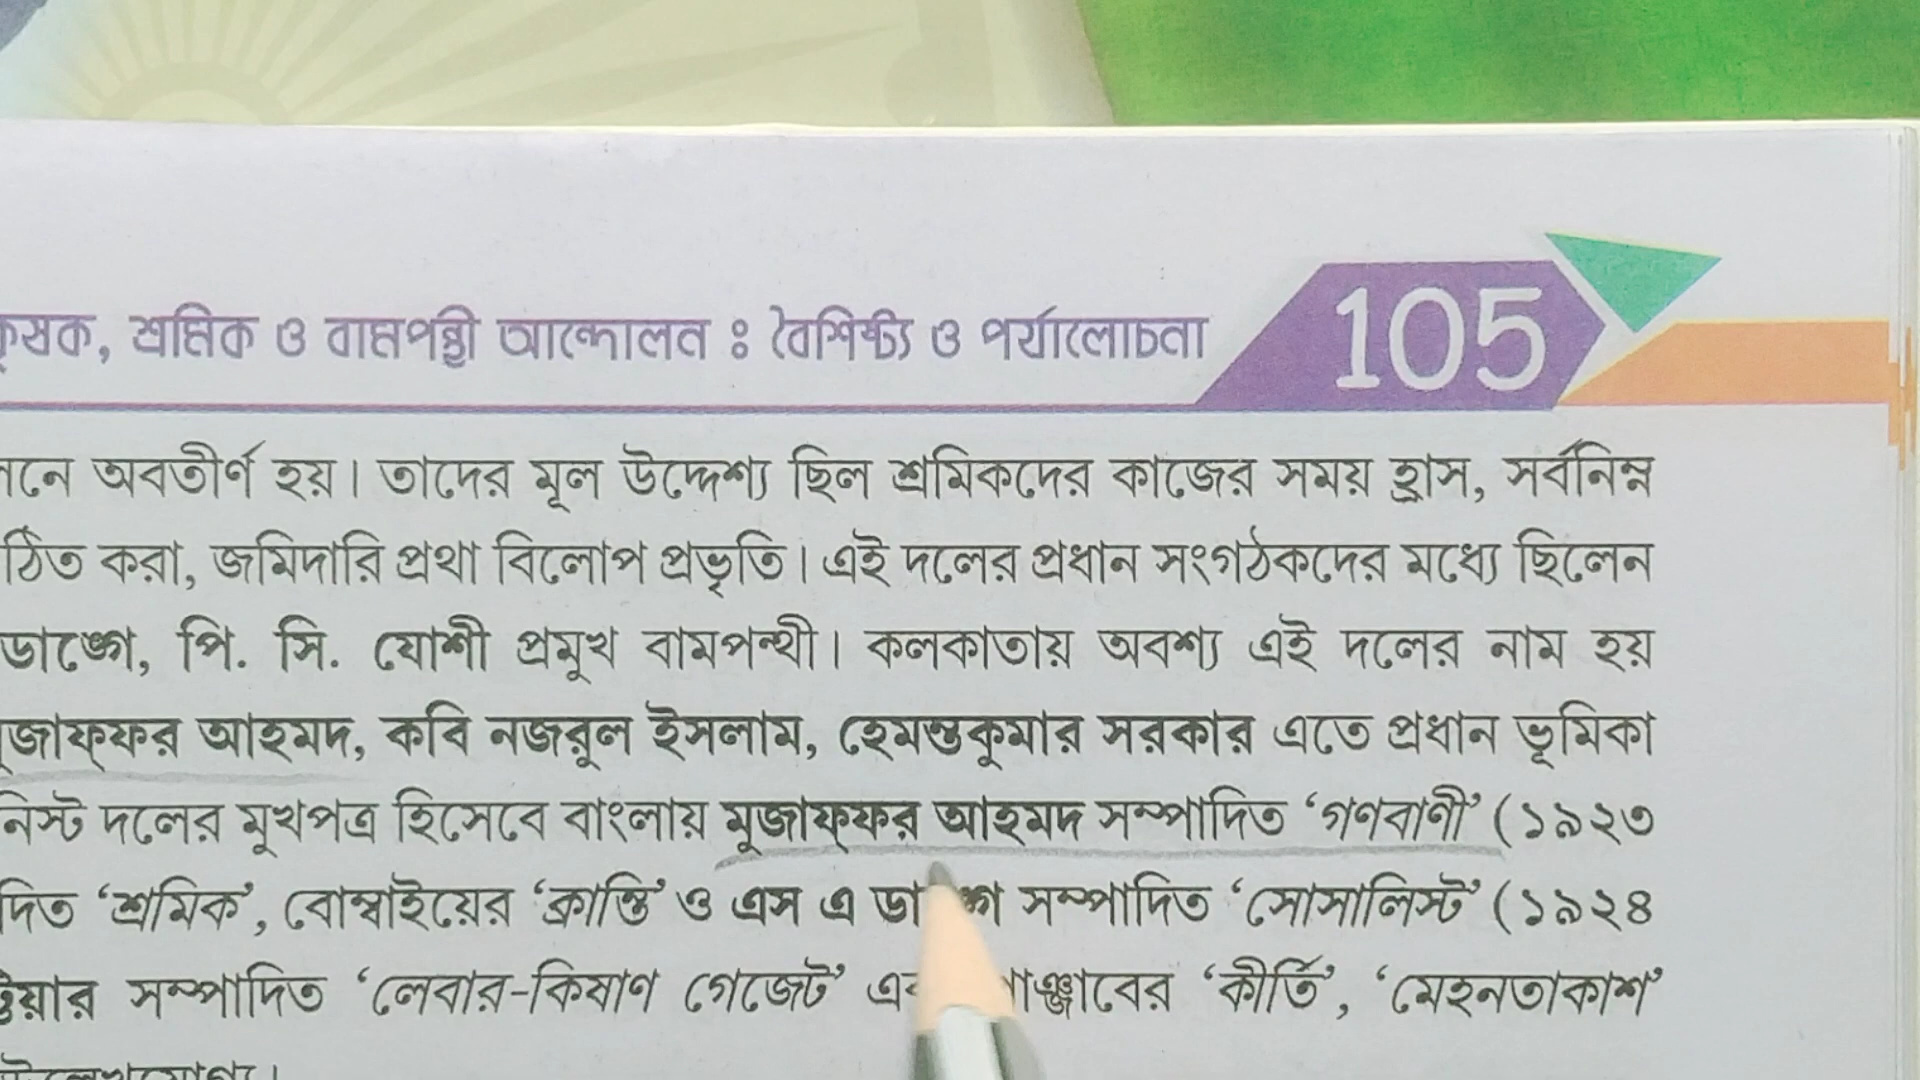 কৃষক, শ্রমিক ও বামপন্থী আন্দোলন : বৈশিষ্ট্য ও পর্যালোচনা
105
অবতীর্ণ হয়। তাদের মূল উদ্দেশ্য ছিল শ্রমিকদের কাজের সময় হ্রাস, সর্বনিম্ন
করা, জমিদারি প্রথা বিলোপ প্রভৃতি। এই দলের প্রধান সংগঠকদের মধ্যে ছিলেন
ডাঙ্গে, পি. সি. যোশী প্রমুখ বামপন্থী। কলকাতায় অবশ্য এই দলের নাম হয়
মুজাফ্ফর আহমদ, কবি নজরুল ইসলাম, হেমন্তকুমার সরকার এতে প্রধান ভূমিকা
দলের মুখপত্র হিসেবে বাংলায় মুজাফ্ফর আহমদ সম্পাদিত ‘গণবাণী’ (১৯২৩
‘শ্রমিক’, বোম্বাইয়ের ‘ক্রান্তি’ ও এস এ সম্পাদিত ‘সোসালিস্ট’ (১৯২৪
সম্পাদিত ‘লেবার-কিষাণ গেজেট’ ‘কীর্তি’, ‘মেহনতাকাশ’